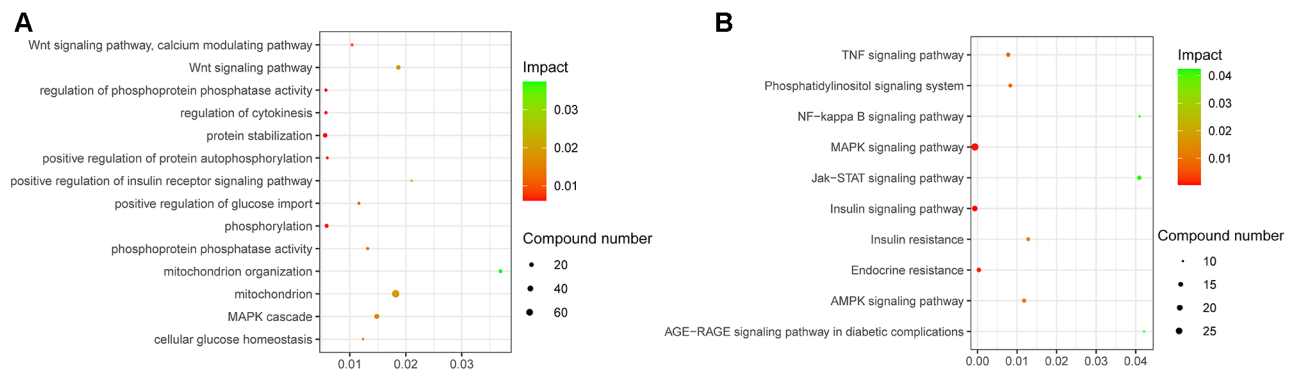 A
Wnt signaling pathway, calcium modulating pathway
Wnt signaling pathway
regulation of phosphoprotein phosphatase activity
regulation of cytokinesis
protein stabilization
positive regulation of protein autophosphorylation
positive regulation of insulin receptor signaling pathway
positive regulation of glucose import
phosphorylation
phosphoprotein phosphatase activity
mitochondrion organization
mitochondrion
MAPK cascade
cellular glucose homeostasis
0.01 0.02 0.03
Impact
0.03
0.02
0.01
Compound number
20
40
60
B
TNF signaling pathway
Phosphatidylinositol signaling system
NF−kappa B signaling pathway
MAPK signaling pathway
Jak−STAT signaling pathway
Insulin signaling pathway
Insulin resistance
Endocrine resistance
AMPK signaling pathway
AGE−RAGE signaling pathway in diabetic complications
0.00 0.01 0.02 0.03 0.04
Impact
0.04
0.03
0.02
0.01
Compound number
10
15
20
25